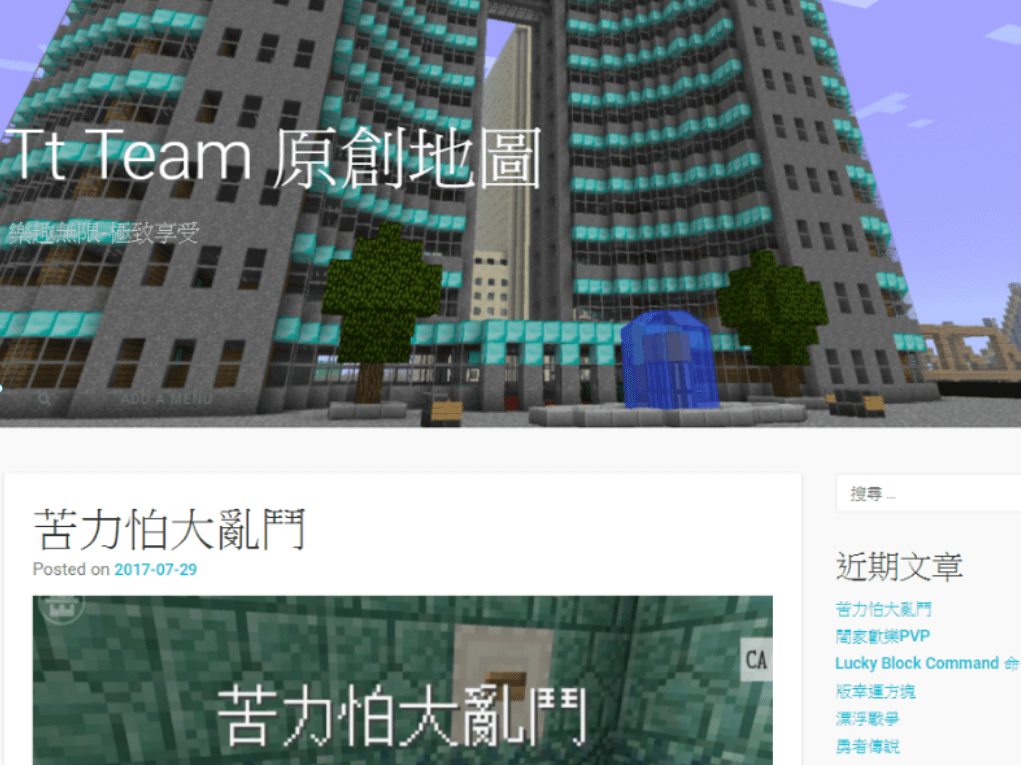 Tt Team 原創地圖
樂趣無限-極致享受
ADD A MENU
苦力怕大亂鬥
Posted on 2017-07-29
CA
苦力怕大亂鬥
搜尋 ...
近期文章
苦力怕大亂鬥
闔家歡樂PVP
Lucky Block Command 命
版幸運方塊
漂浮戰爭
勇者傳說